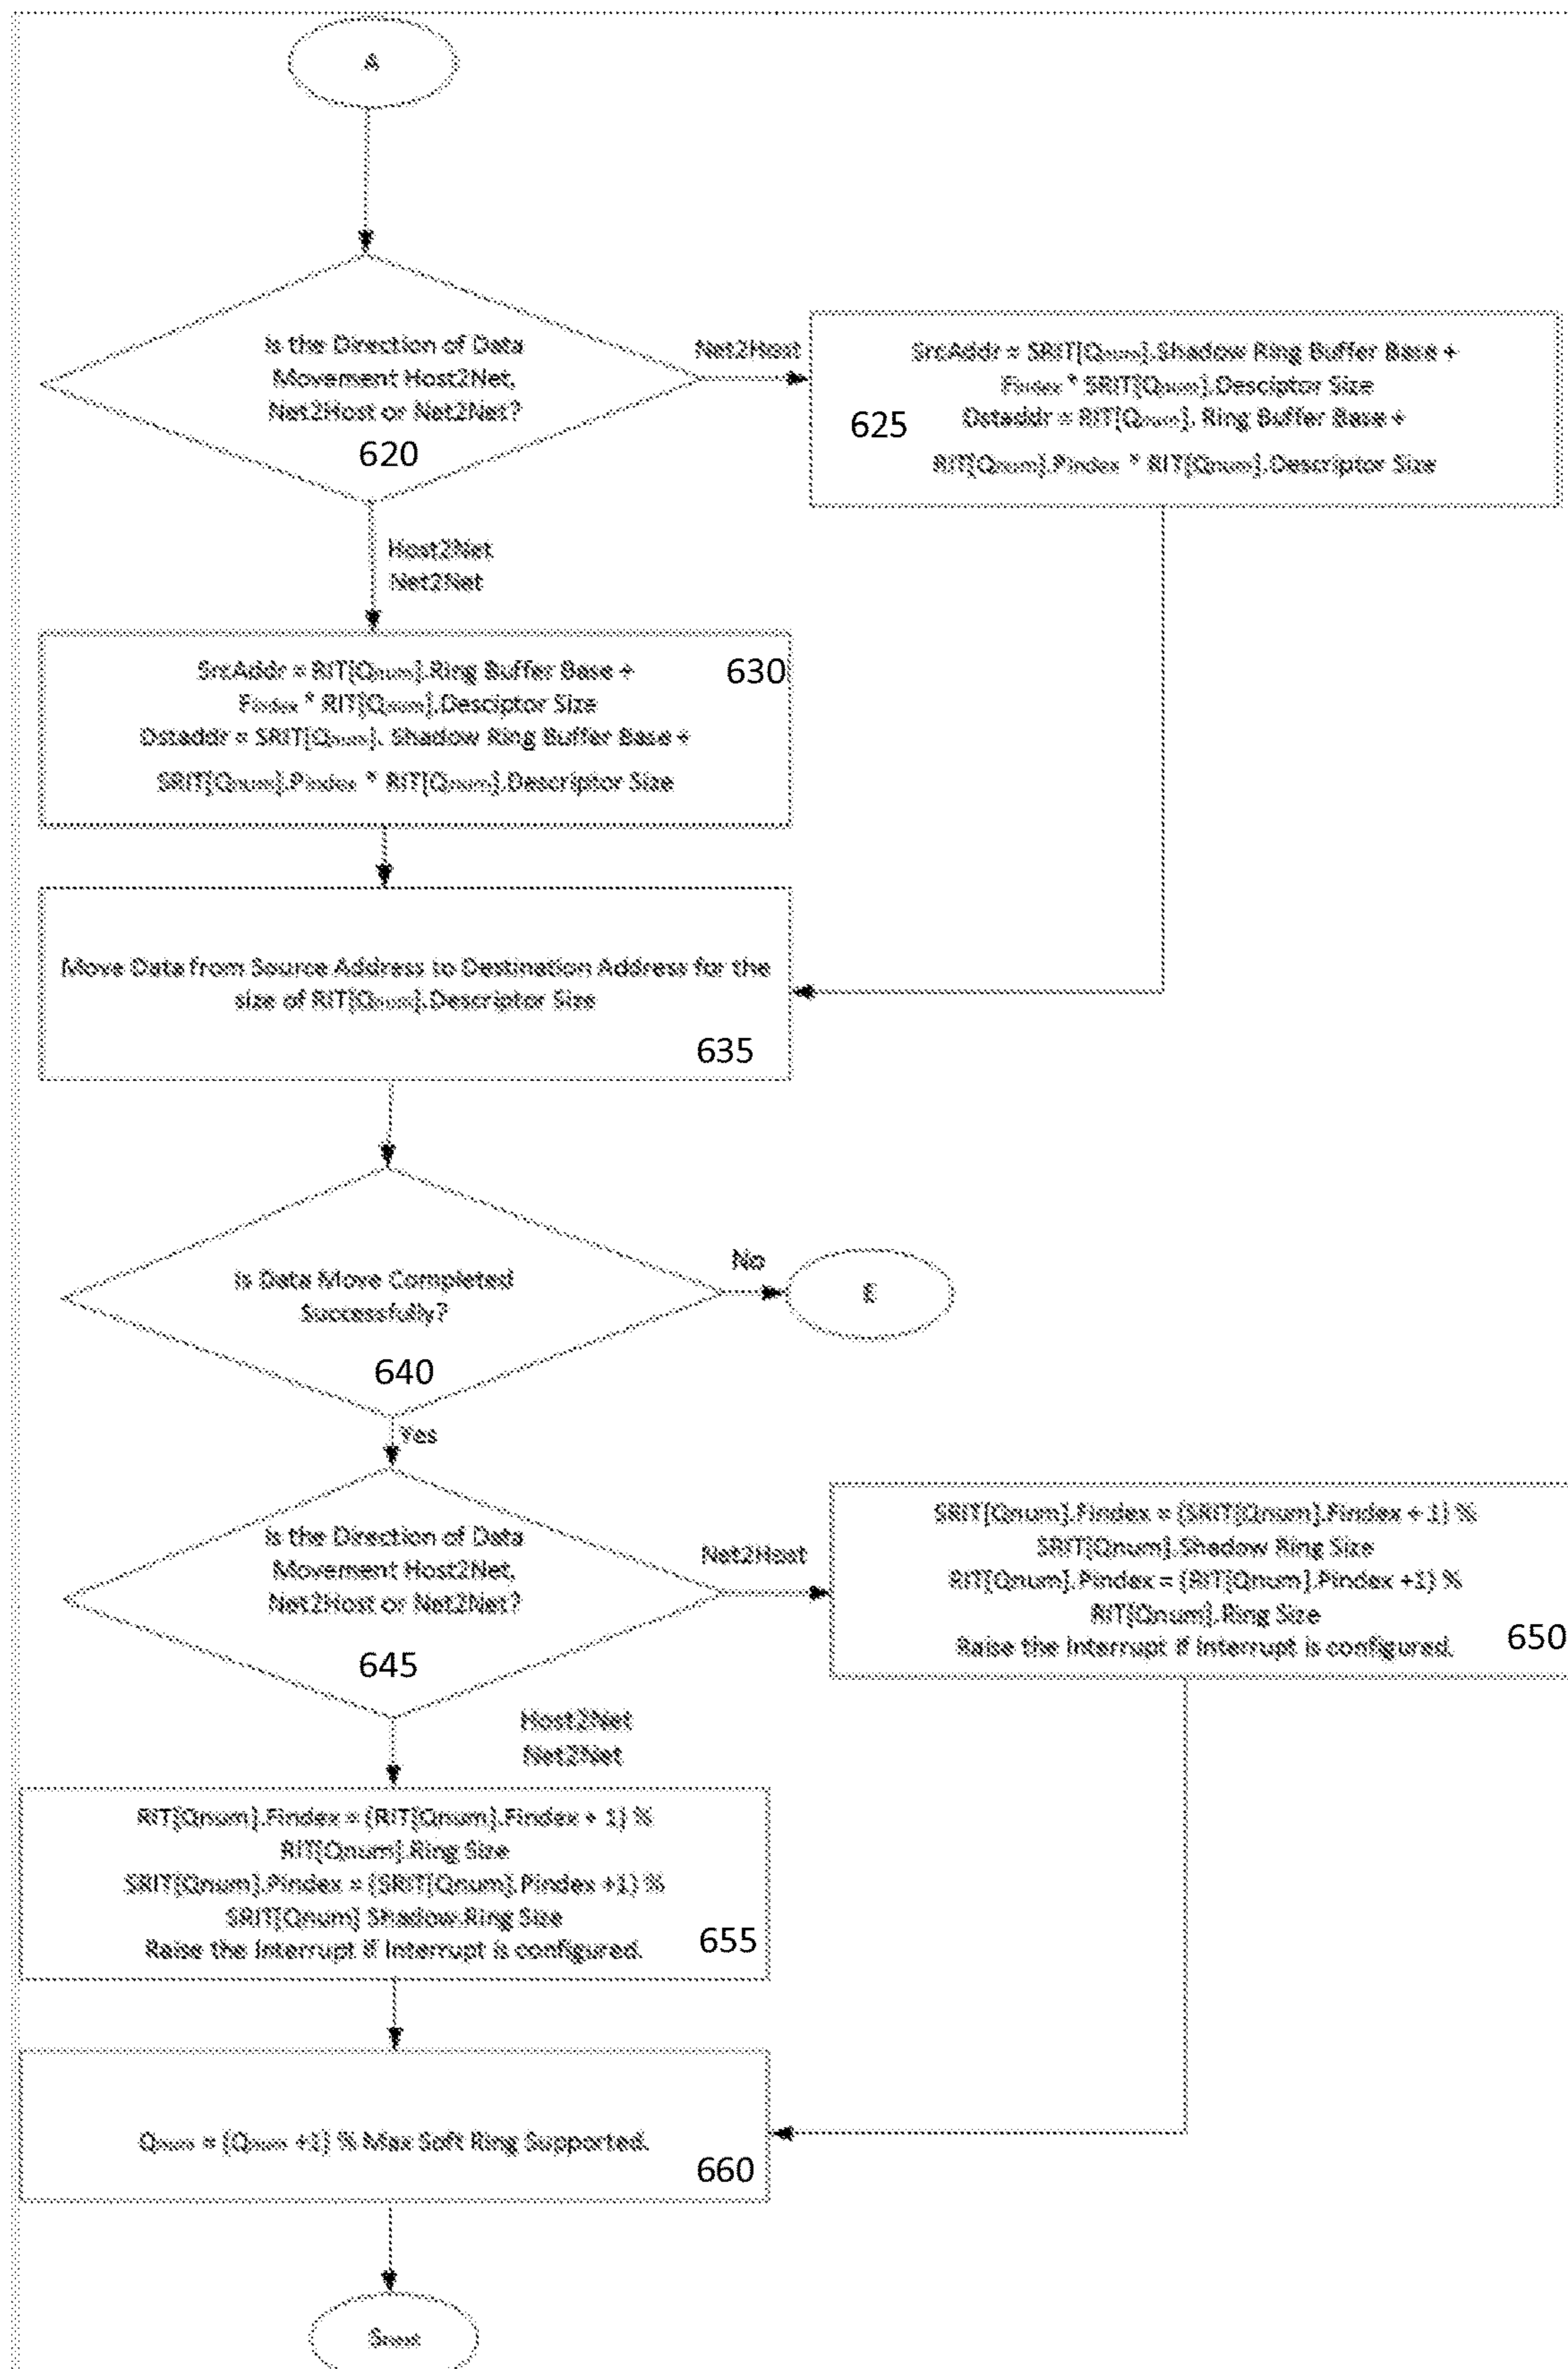 A
Is the Direction of Data
Movement Host2Net,
Net2Host or Net2Net?
620
Net2Host
SrcAddr = SRIT[Qnum].Shadow Ring Buffer Base +
Findex * SRIT[Qnum].Desciptor Size
625
Dstaddr = RIT[Qnum]. Ring Buffer Base +
RIT[Qnum].Pindex * RIT[Qnum].Descriptor Size
Host2Net
Net2Net
SrcAddr = RIT[Qnum].Ring Buffer Base +
630
Findex * RIT[Qnum].Desciptor Size
Dstaddr = SRIT[Qnum]. Shadow Ring Buffer Base +
SRIT[Qnum].Pindex * RIT[Qnum].Descriptor Size
Move Data from Source Address to Destination Address for the
size of RIT[Qnum].Descriptor Size
635
Is Data Move Completed
Successfully?
640
No
E
Yes
Is the Direction of Data
Movement Host2Net,
Net2Host or Net2Net?
645
Net2Host
SRIT[Qnum].Findex = (SRIT[Qnum].Findex + 1) %
SRIT[Qnum].Shadow Ring Size
RIT[Qnum].Pindex = (RIT[Qnum].Pindex +1) %
RIT[Qnum].Ring Size
Raise the Interrupt if Interrupt is configured.
650
Host2Net
Net2Net
RIT[Qnum].Findex = (RIT[Qnum].Findex + 1) %
RIT[Qnum].Ring Size
SRIT[Qnum].Pindex = (SRIT[Qnum].Pindex +1) %
SRIT[Qnum] Shadow.Ring Size
Raise the Interrupt if Interrupt is configured.
655
Qnum = (Qnum +1) % Max Soft Ring Supported.
660